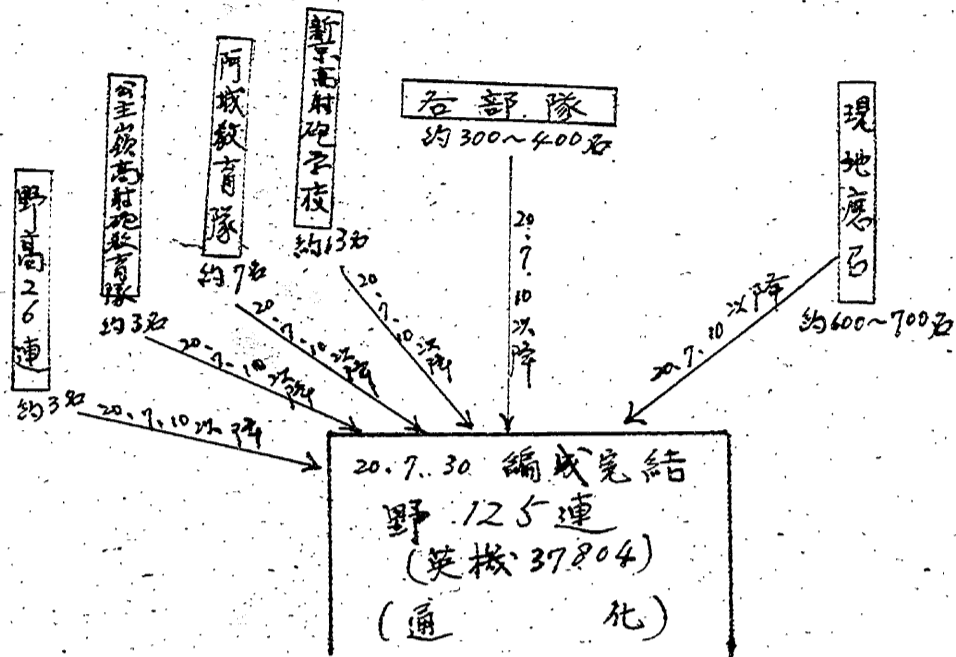 野高26連
約3名
20.7.10以降
公主嶺高射砲教育隊
約3名
20.7.10以降
阿城教育隊
約7名
20.7.10以降
新京高射砲学校
約13名
20.7.10以降
各部隊
約300〜400名
20.7.10以降
現地應召
約600〜700名
20.7.10以降
20.7.30 編成完結
野125連
(英機37804)
(通 化)